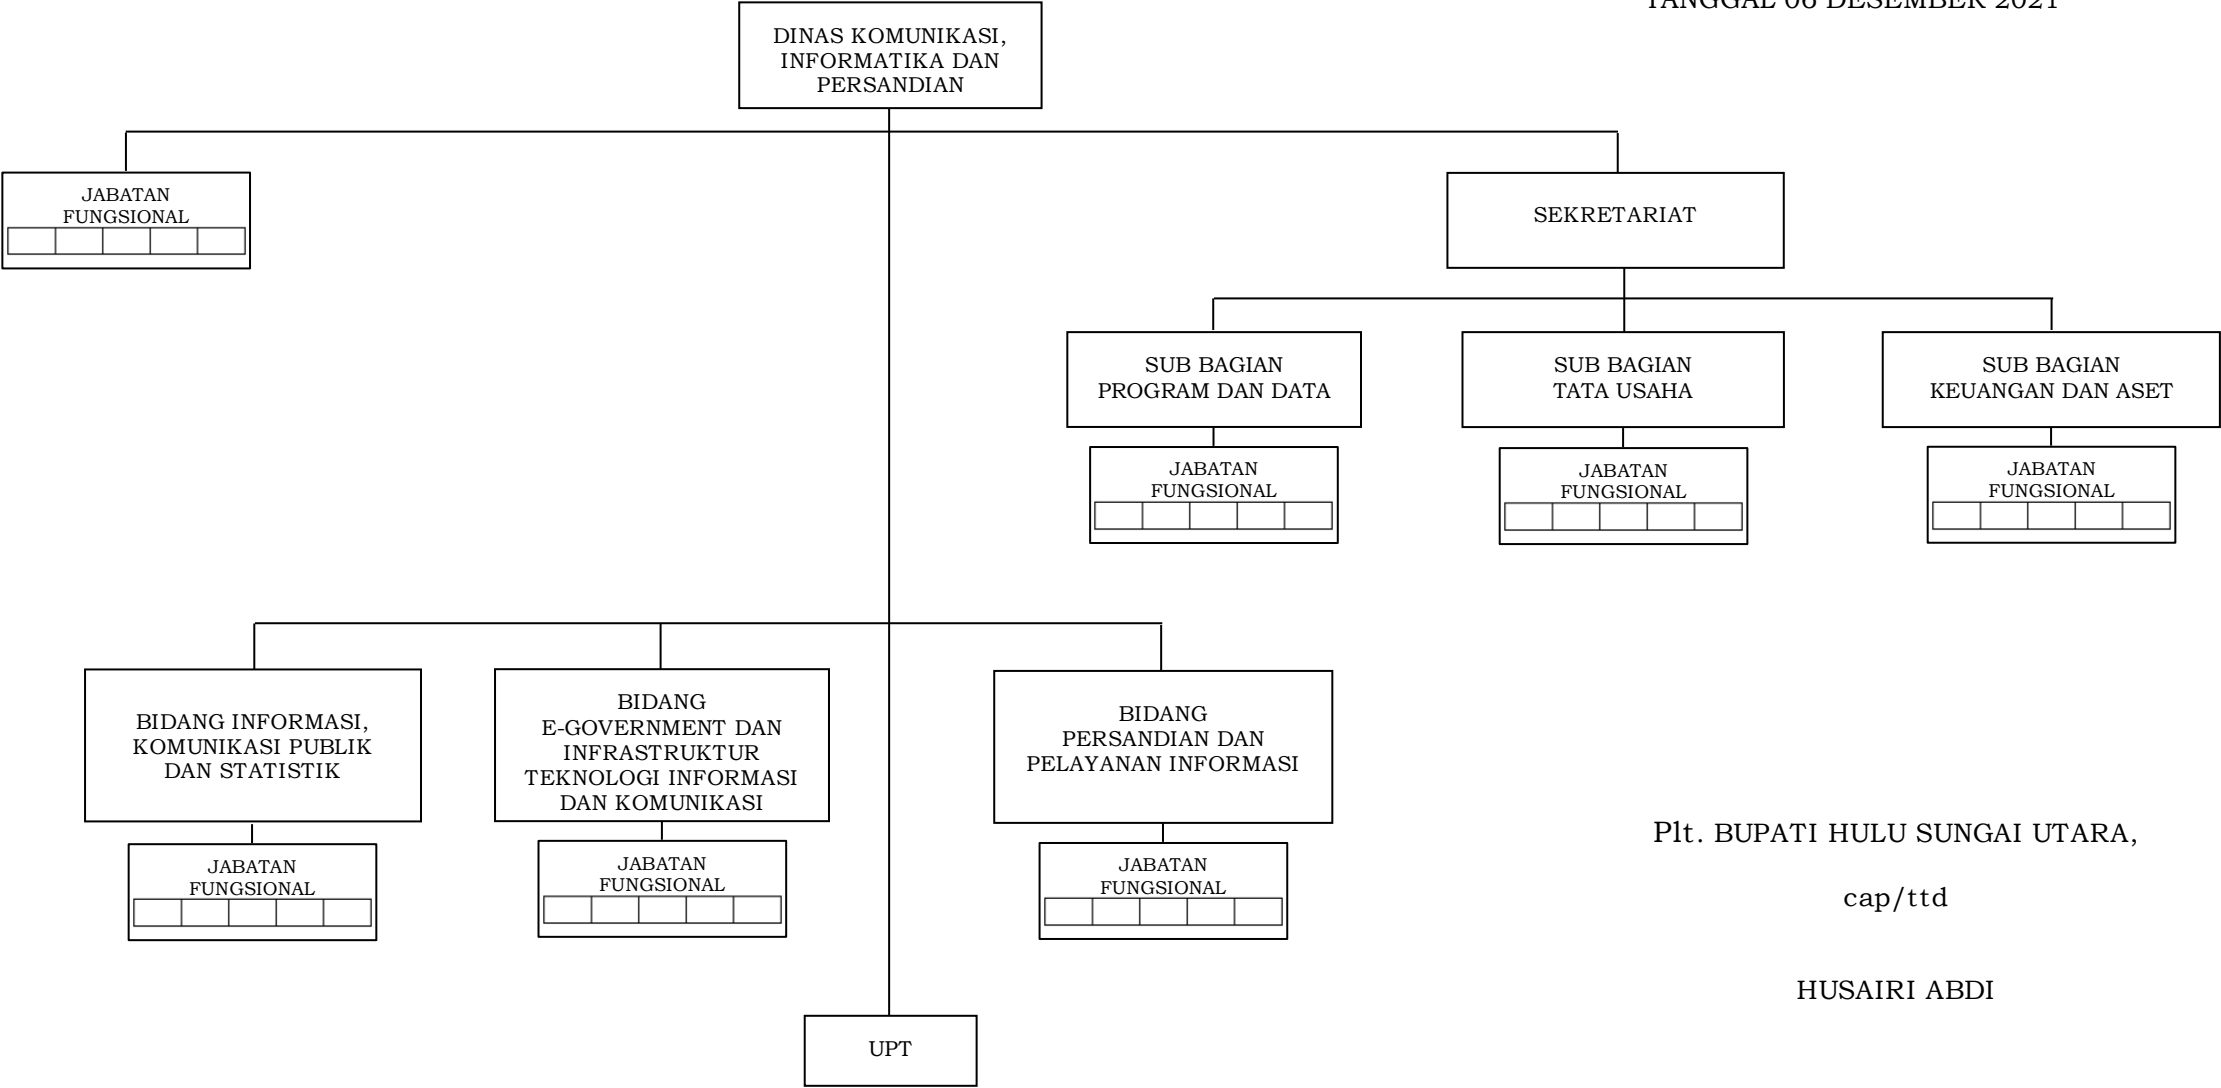 TANGGAL 06 DESEMBER 2021
DINAS KOMUNIKASI,
INFORMATIKA DAN
PERSANDIAN
JABATAN
FUNGSIONAL
SEKRETARIAT
SUB BAGIAN
PROGRAM DAN DATA
SUB BAGIAN
TATA USAHA
SUB BAGIAN
KEUANGAN DAN ASET
JABATAN
FUNGSIONAL
JABATAN
FUNGSIONAL
JABATAN
FUNGSIONAL
BIDANG INFORMASI,
KOMUNIKASI PUBLIK
DAN STATISTIK
BIDANG
E-GOVERNMENT DAN
INFRASTRUKTUR
TEKNOLOGI INFORMASI
DAN KOMUNIKASI
BIDANG
PERSANDIAN DAN
PELAYANAN INFORMASI
JABATAN
FUNGSIONAL
JABATAN
FUNGSIONAL
JABATAN
FUNGSIONAL
Plt. BUPATI HULU SUNGAI UTARA,
cap/ttd
HUSAIRI ABDI
UPT